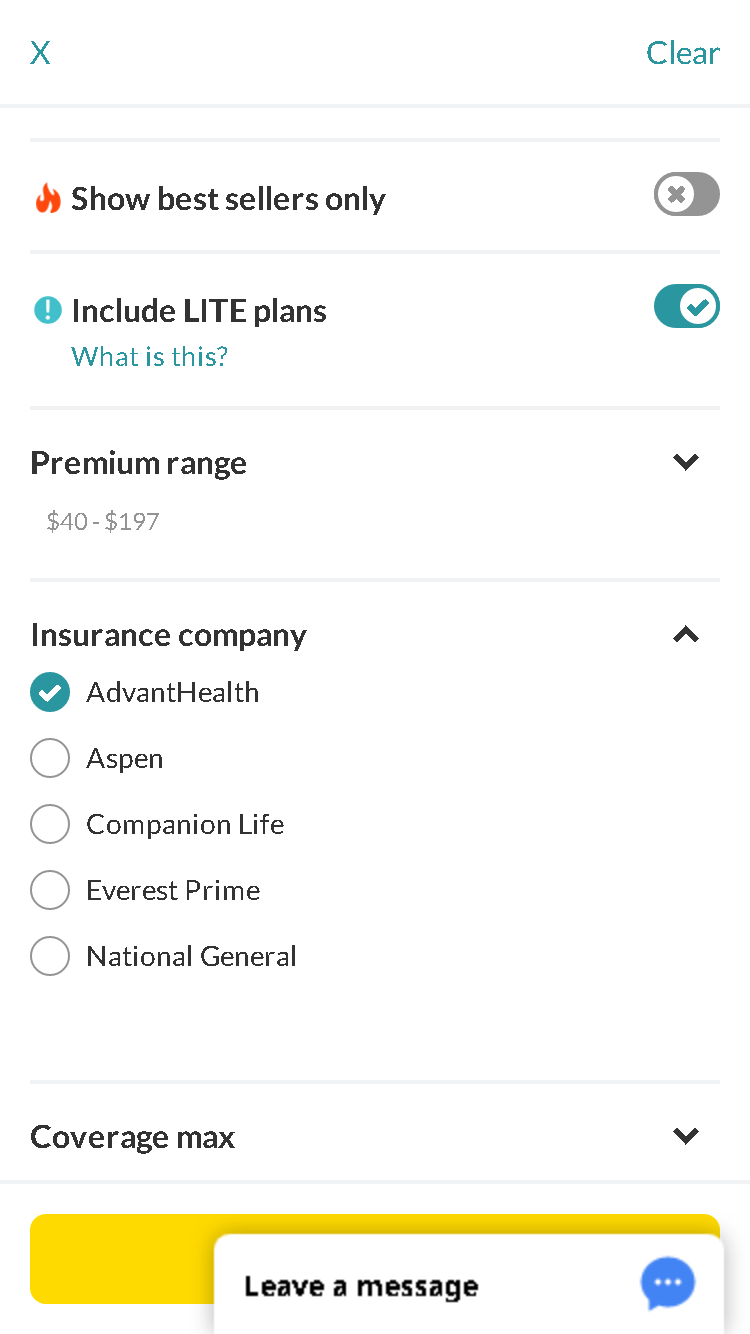 X
Clear
Show best sellers only
Include LITE plans
What is this?
Premium range
$40 - $197
Insurance company
AdvantHealth
Aspen
Companion Life
Everest Prime
National General
Coverage max
Leave a message